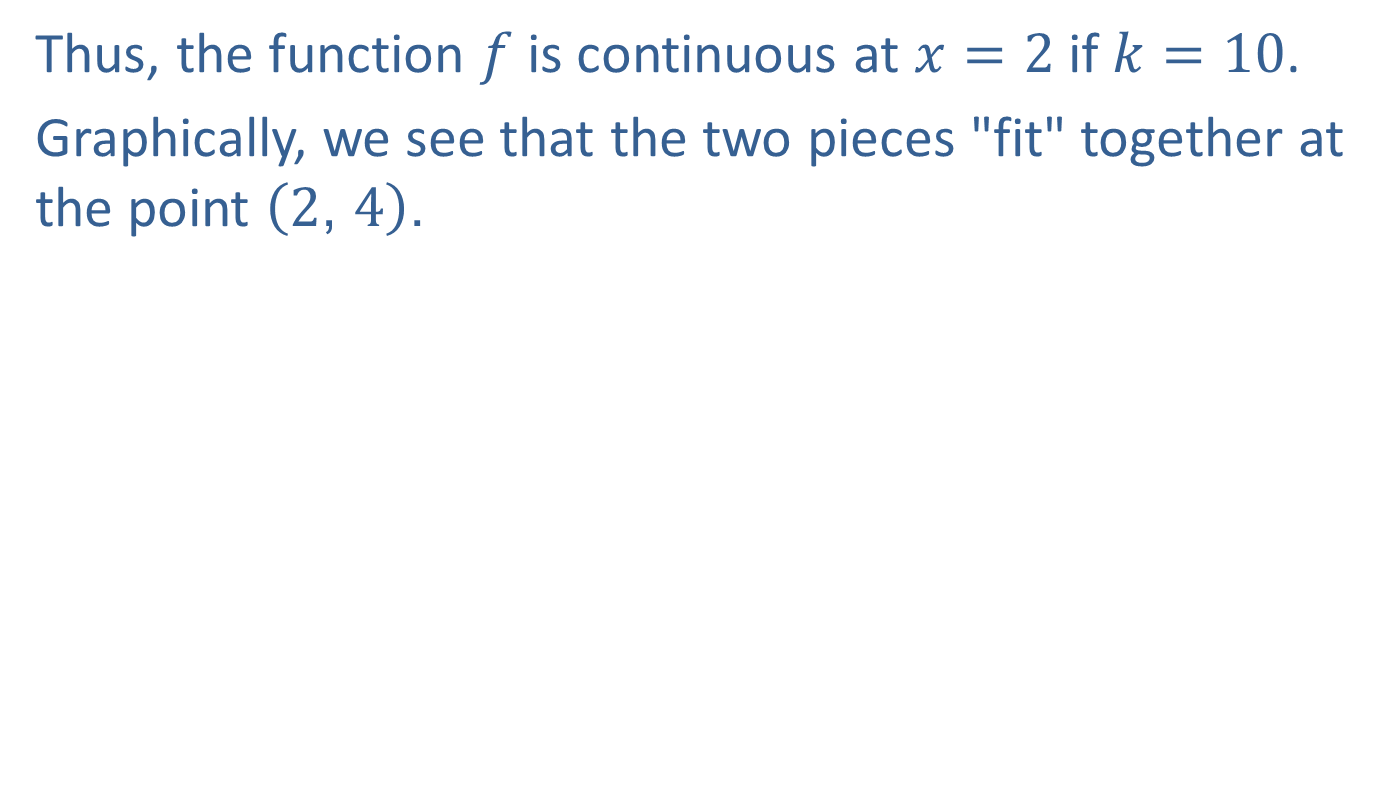 Thus, the function f is continuous at x = 2 if k = 10.
Graphically, we see that the two pieces "fit" together at
the point (2, 4).